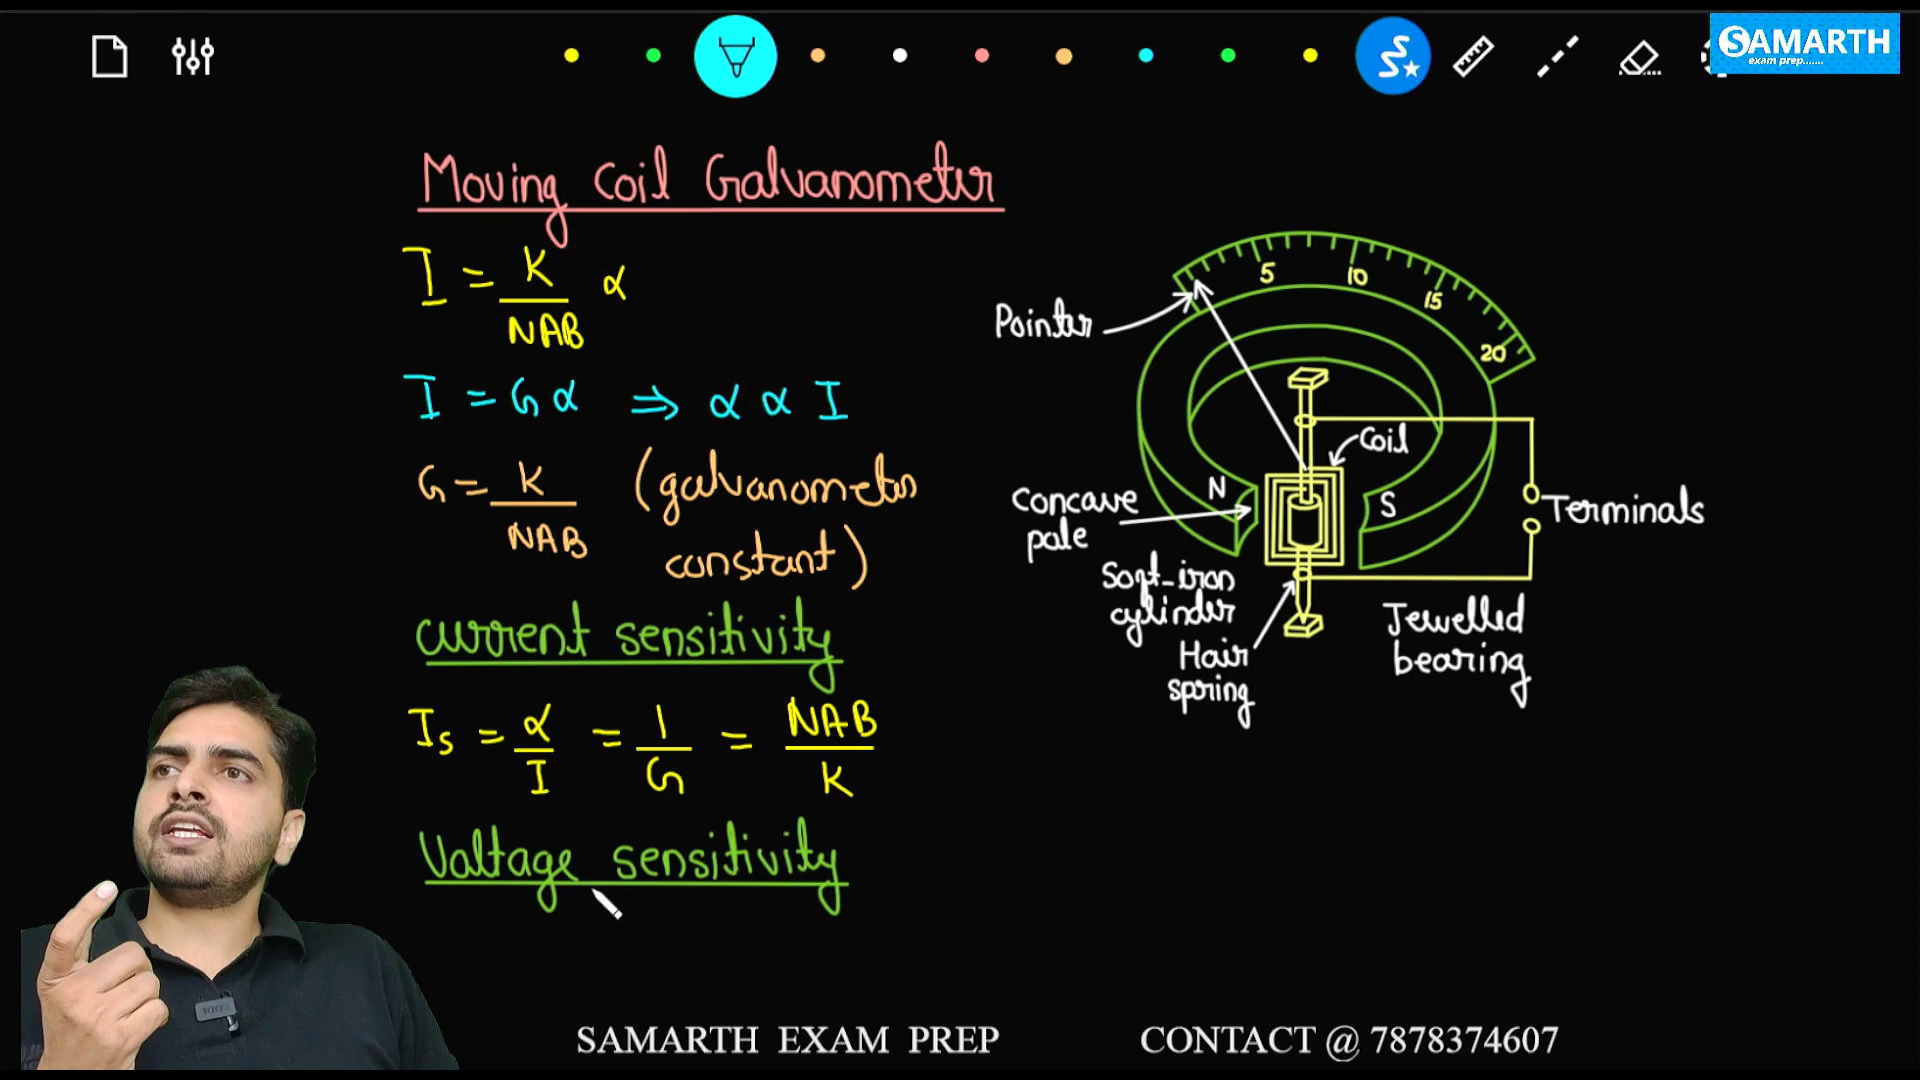 SAMARTH
exam prep......
Moving Coil Galvanometer
I = K/NAB α
I = Gα ⇒ α α I
G = K/NAB (galvanometer
constant)
current sensitivity
Is = α/I = 1/G = NAB/K
Voltage sensitivity
5
10
15
20
Pointer
Coil
N
S
Concave
pole
Terminals
Soft-iron
cylinder
Hair
spring
Jewelled
bearing
SAMARTH EXAM PREP
CONTACT @ 7878374607